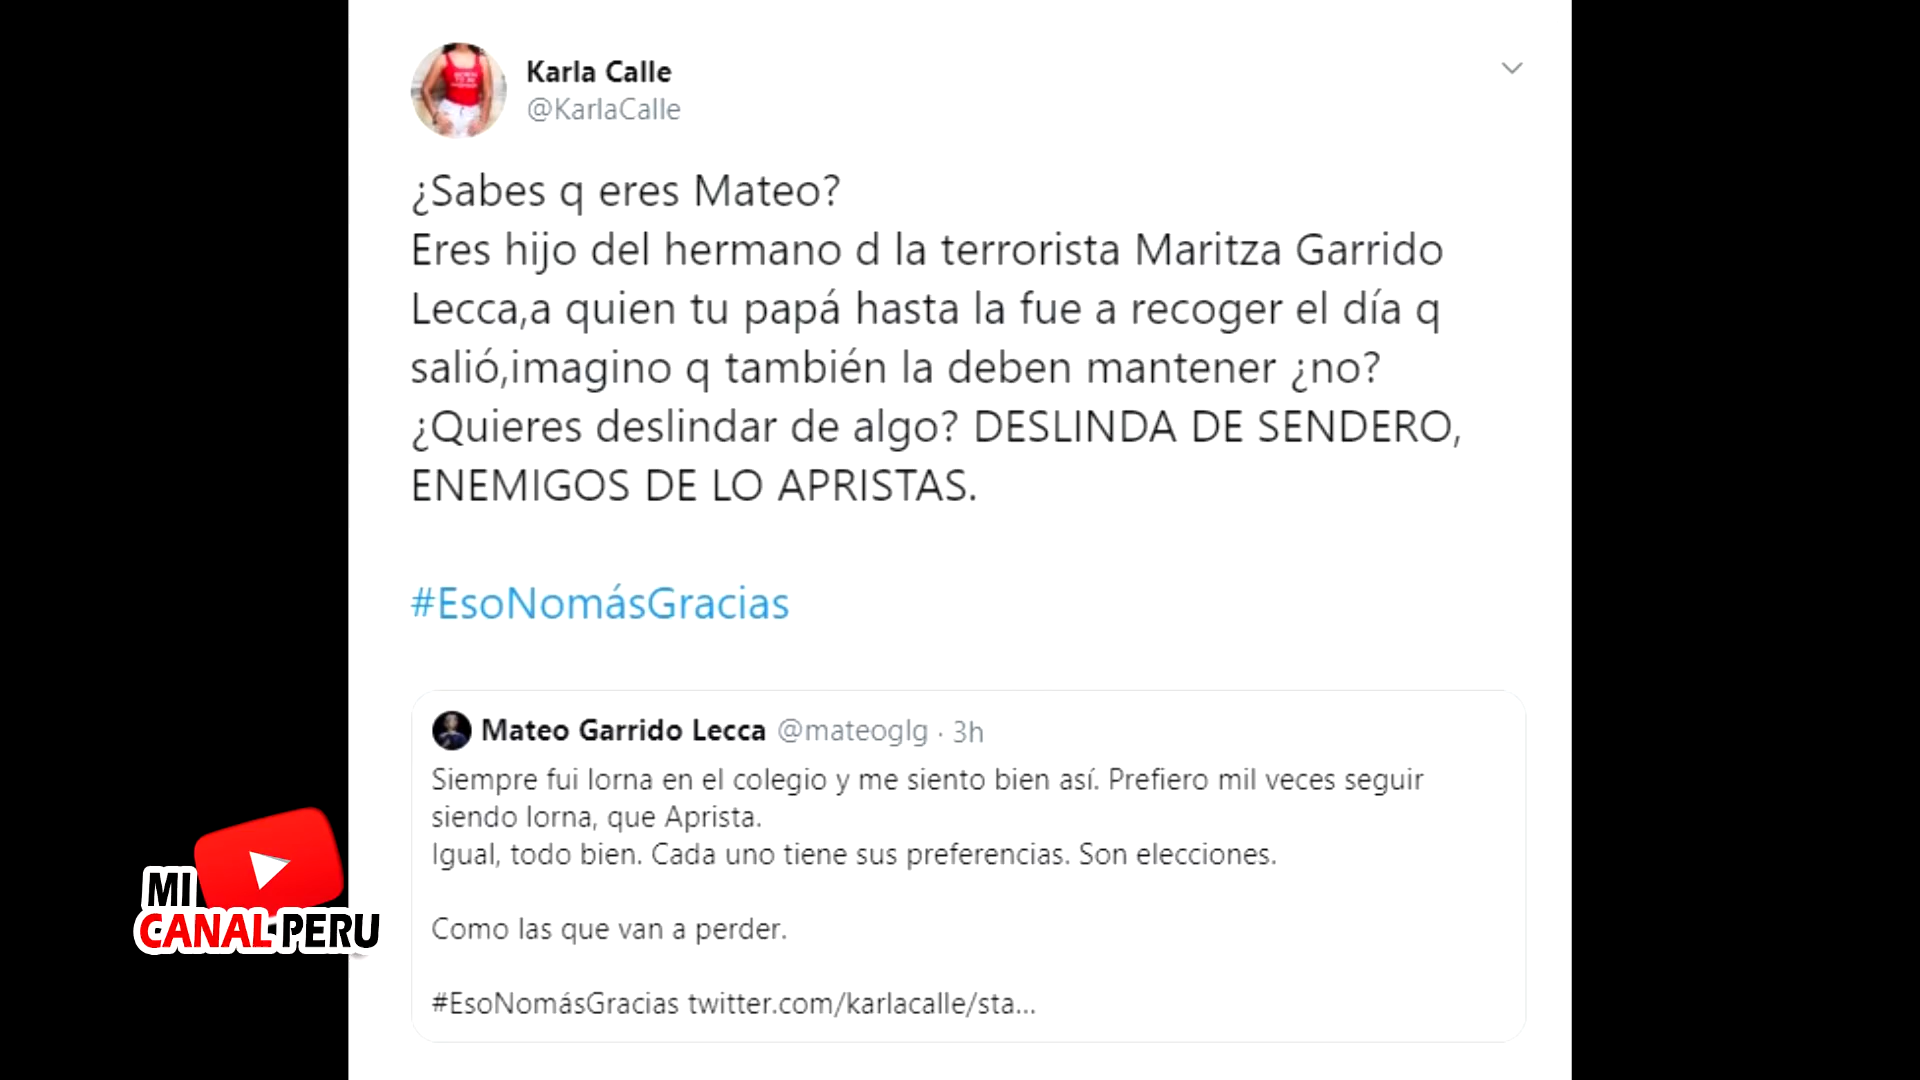 Karla Calle
@KarlaCalle
¿Sabes q eres Mateo?
Eres hijo del hermano d la terrorista Maritza Garrido
Lecca,a quien tu papá hasta la fue a recoger el día q
salió,imagino q también la deben mantener ¿no?
¿Quieres deslindar de algo? DESLINDA DE SENDERO,
ENEMIGOS DE LO APRISTAS.
#EsoNomásGracias
Mateo Garrido Lecca @mateoglg · 3h
Siempre fui lorna en el colegio y me siento bien así. Prefiero mil veces seguir
siendo lorna, que Aprista.
Igual, todo bien. Cada uno tiene sus preferencias. Son elecciones.
Como las que van a perder.
#EsoNomásGracias twitter.com/karlacalle/sta...
MI
CANAL PERU